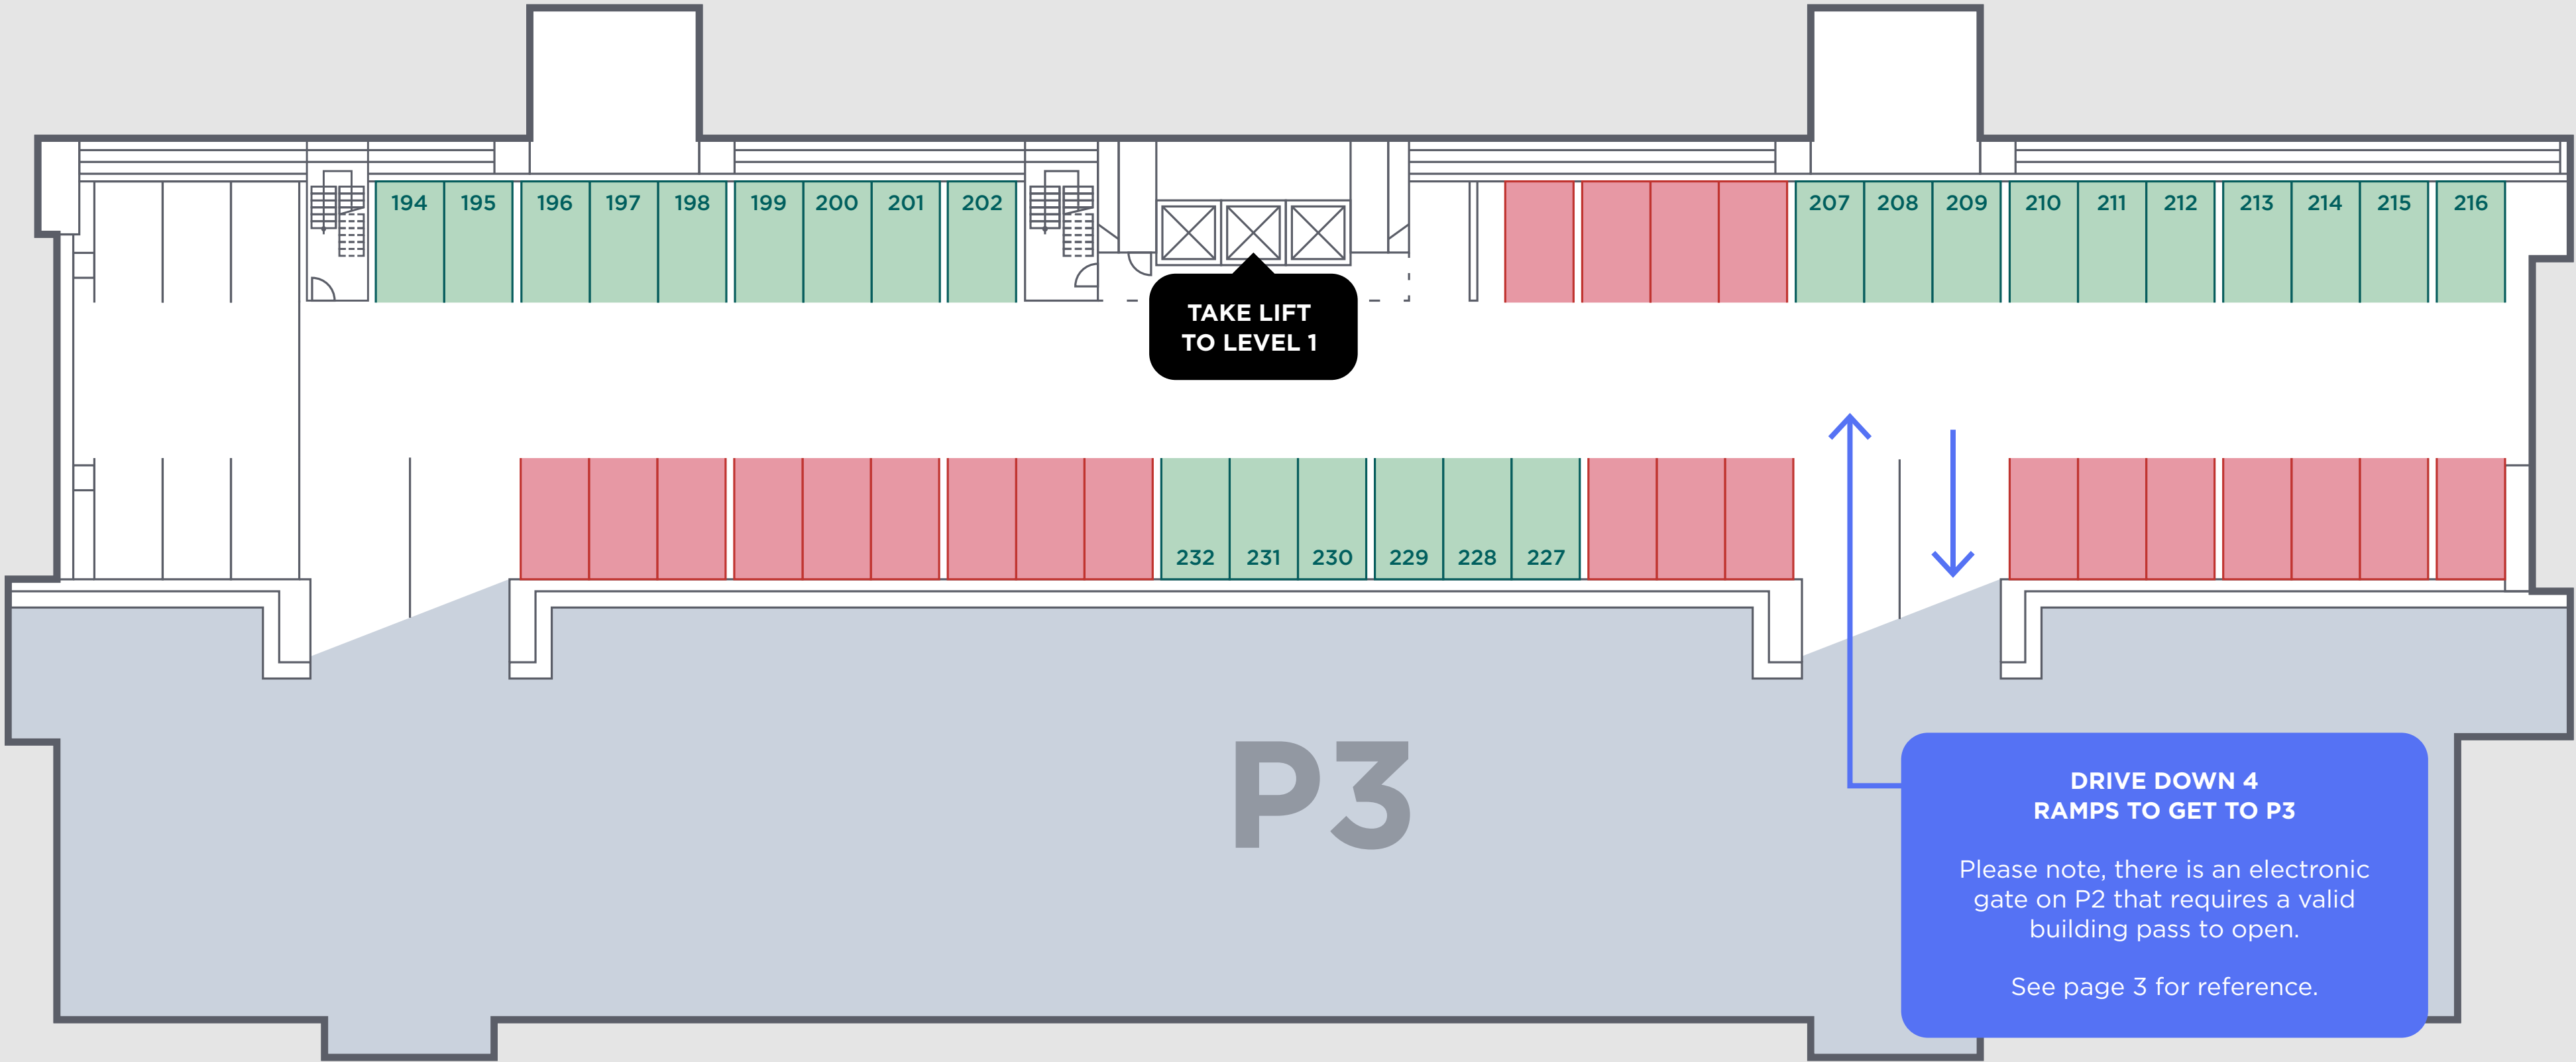 194 195 196 197 198 199 200 201 202 207 208 209 210 211 212 213 214 215 216
TAKE LIFT
TO LEVEL 1
232 231 230 229 228 227
P3
DRIVE DOWN 4
RAMPS TO GET TO P3
Please note, there is an electronic
gate on P2 that requires a valid
building pass to open.
See page 3 for reference.